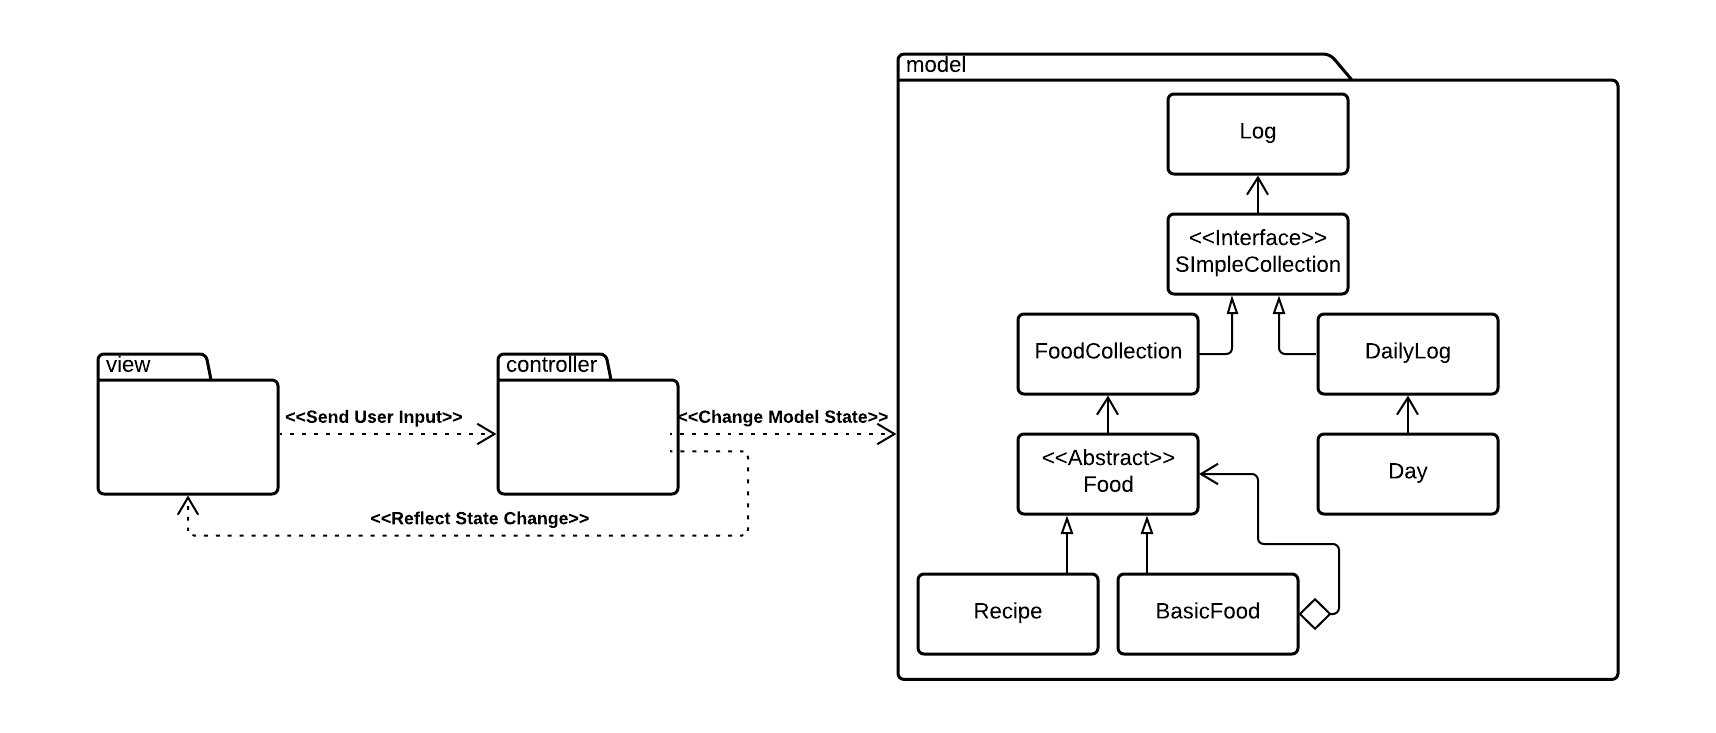 model
Log
<<Interface>>
SImpleCollection
FoodCollection
DailyLog
view
controller
<<Send User Input>>
<<Change Model State>>
<<Abstract>>
Food
Day
<<Reflect State Change>>
Recipe
BasicFood